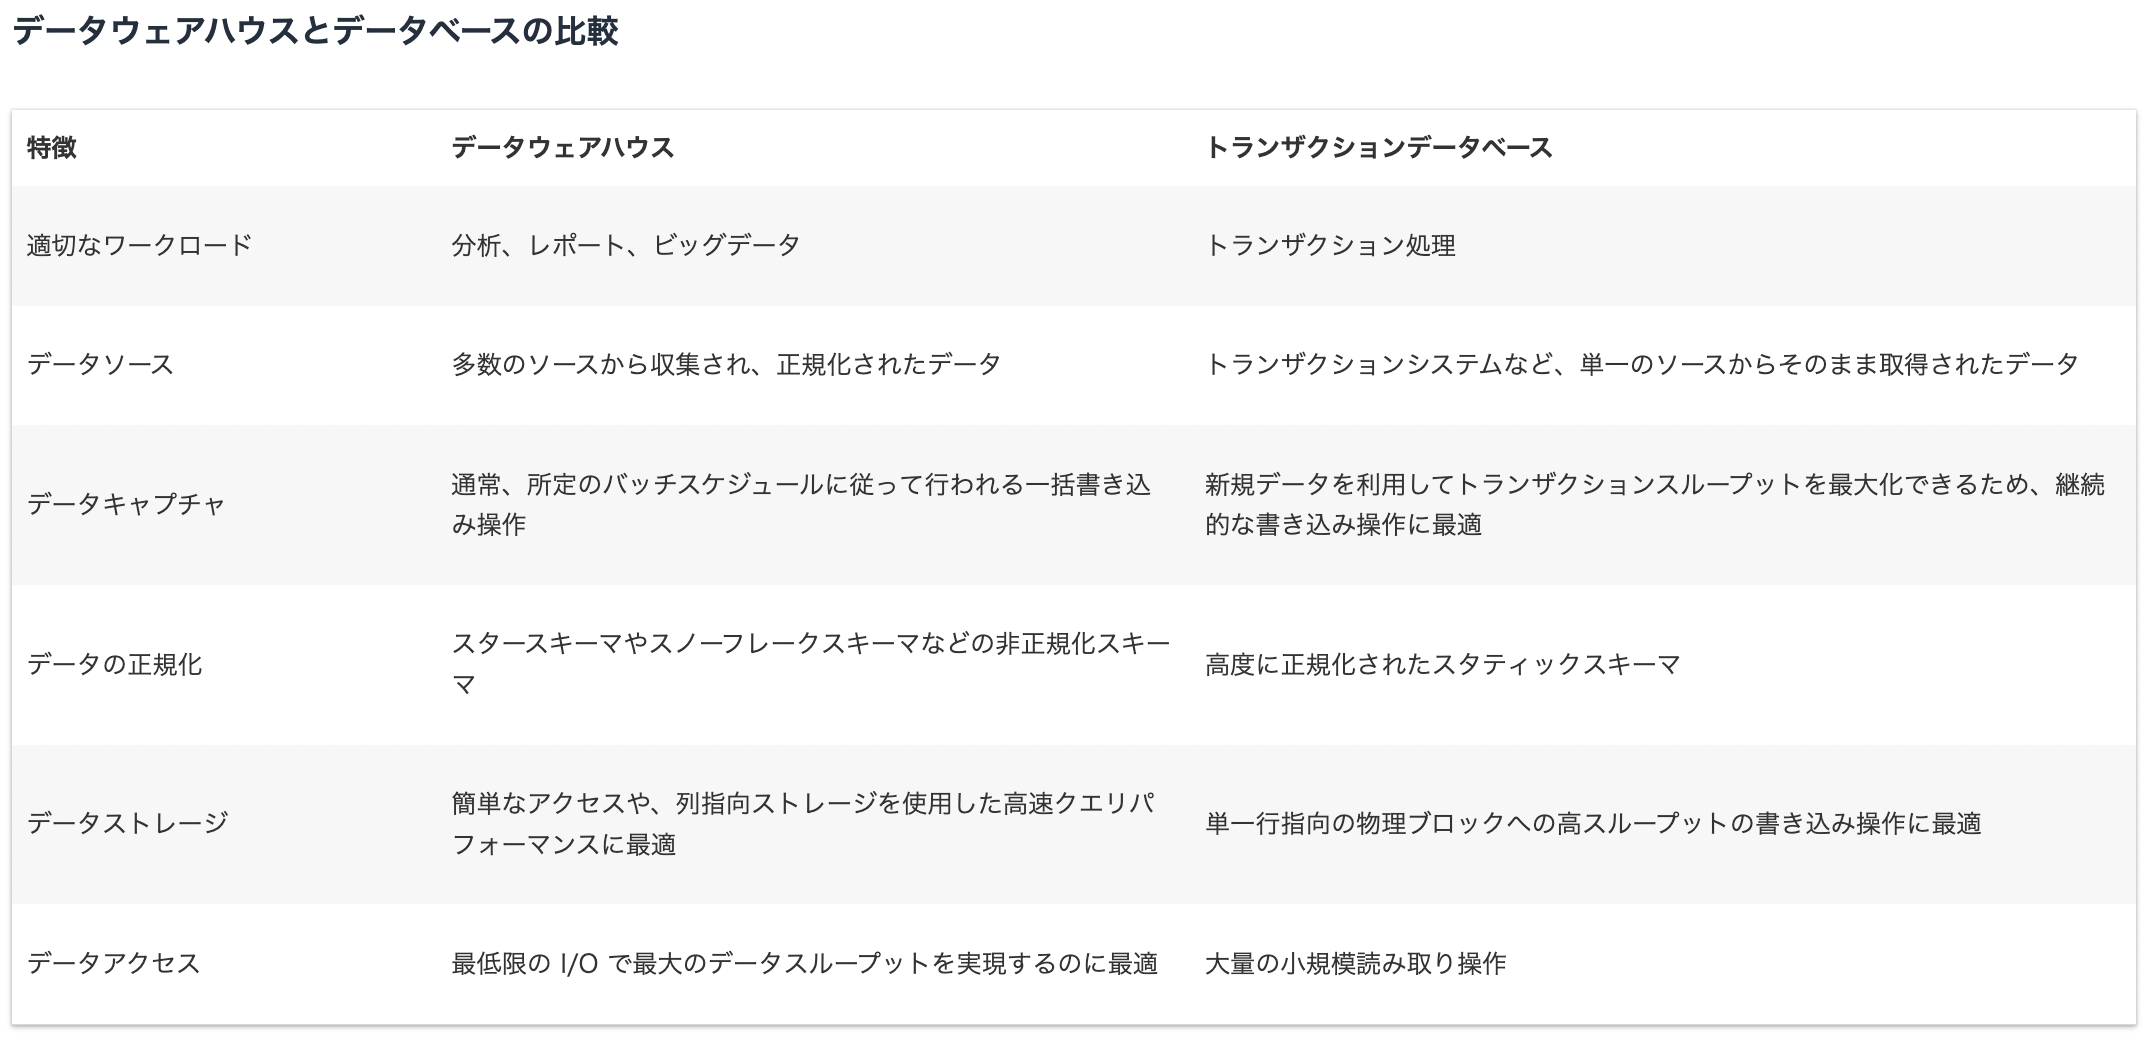 データウェアハウスとデータベースの比較
特徴
データウェアハウス
トランザクションデータベース
適切なワークロード
分析、レポート、ビッグデータ
トランザクション処理
データソース
多数のソースから収集され、正規化されたデータ
トランザクションシステムなど、単一のソースからそのまま取得されたデータ
データキャプチャ
通常、所定のバッチスケジュールに従って行われる一括書き込
み操作
新規データを利用してトランザクションスループットを最大化できるため、継続
的な書き込み操作に最適
データの正規化
スタースキーマやスノーフレークスキーマなどの非正規化スキー
マ
高度に正規化されたスタティックスキーマ
データストレージ
簡単なアクセスや、列指向ストレージを使用した高速クエリパ
フォーマンスに最適
単一行指向の物理ブロックへの高スループットの書き込み操作に最適
データアクセス
最低限の I/O で最大のデータスループットを実現するのに最適
大量の小規模読み取り操作